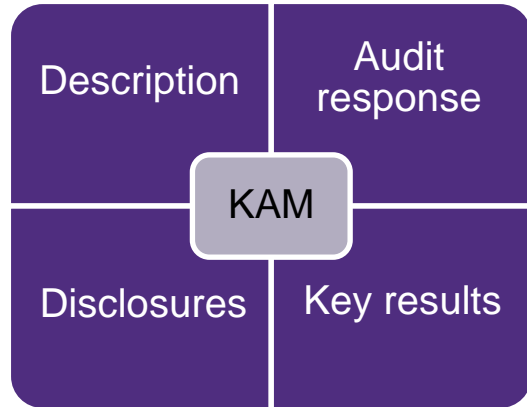 Description
Audit
response
KAM
Disclosures
Key results